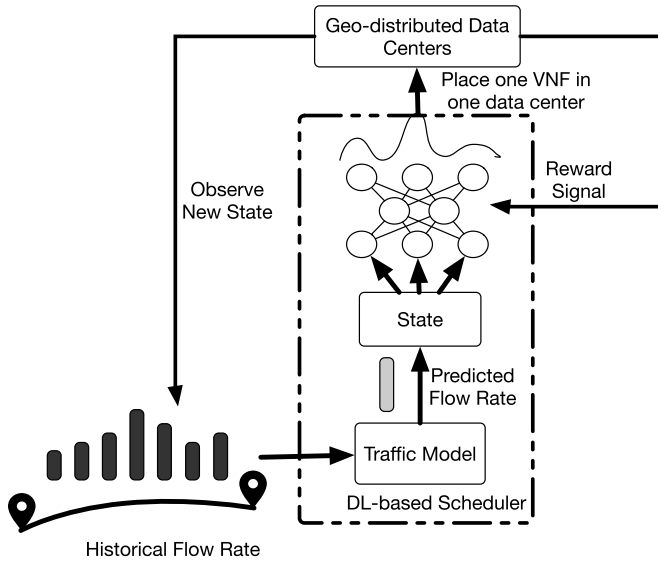 Geo-distributed Data
Centers
Place one VNF in
one data center
Observe
New State
Reward
Signal
State
Predicted
Flow Rate
Traffic Model
DL-based Scheduler
Historical Flow Rate